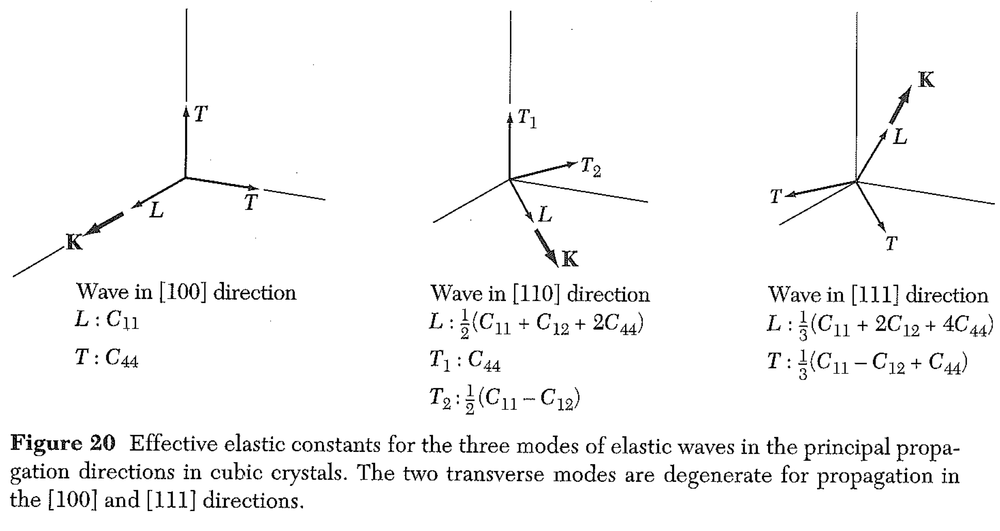 T
T
L
K
T₁
T₂
L
K
K
L
T
T
Wave in [100] direction
L : C₁₁
T : C₄₄
Wave in [110] direction
L : ½(C₁₁ + C₁₂ + 2C₄₄)
T₁ : C₄₄
T₂ : ½(C₁₁ − C₁₂)
Wave in [111] direction
L : ⅓(C₁₁ + 2C₁₂ + 4C₄₄)
T : ⅓(C₁₁ − C₁₂ + C₄₄)
Figure 20 Effective elastic constants for the three modes of elastic waves in the principal propa-
gation directions in cubic crystals. The two transverse modes are degenerate for propagation in
the [100] and [111] directions.